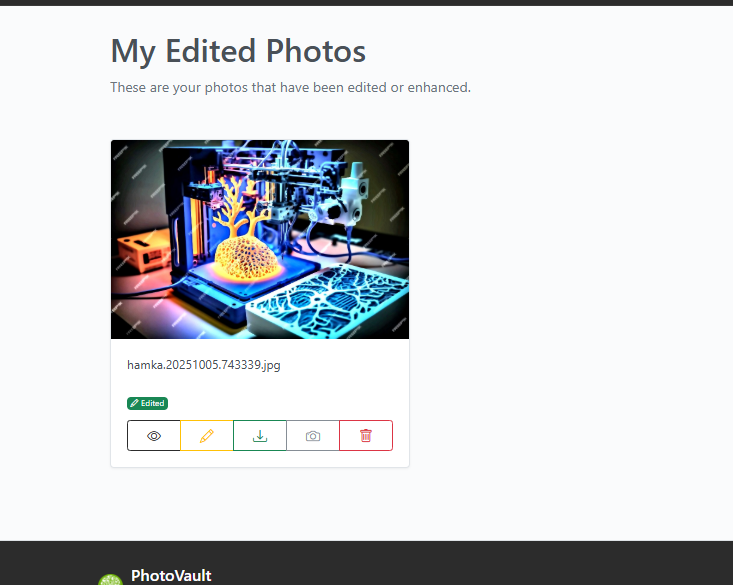 My Edited Photos
These are your photos that have been edited or enhanced.
hamka.20251005.743339.jpg
Edited
PhotoVault